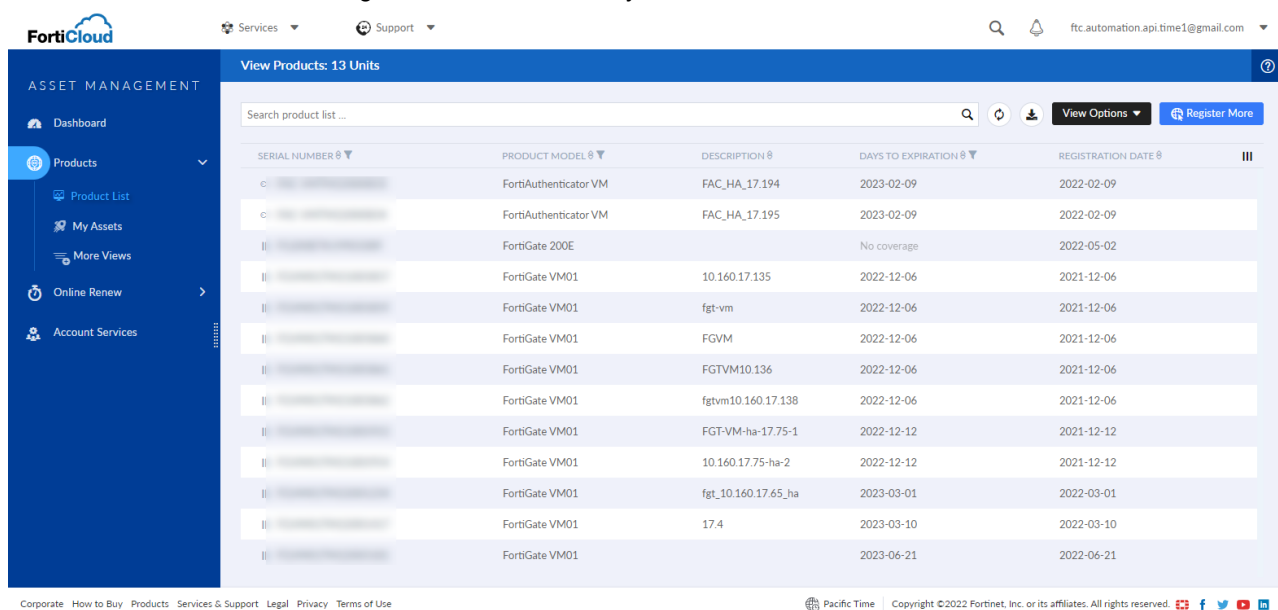 FortiCloud Services Support ftc.automation.api.time1@gmail.com
View Products: 13 Units
ASSET MANAGEMENT
Dashboard
Products
Product List
My Assets
More Views
Online Renew
Account Services
Search product list ... View Options Register More
SERIAL NUMBER PRODUCT MODEL DESCRIPTION DAYS TO EXPIRATION REGISTRATION DATE
FortiAuthenticator VM FAC_HA_17.194 2023-02-09 2022-02-09
FortiAuthenticator VM FAC_HA_17.195 2023-02-09 2022-02-09
FortiGate 200E No coverage 2022-05-02
FortiGate VM01 10.160.17.135 2022-12-06 2021-12-06
FortiGate VM01 fgt-vm 2022-12-06 2021-12-06
FortiGate VM01 FGVM 2022-12-06 2021-12-06
FortiGate VM01 FGTVM10.136 2022-12-06 2021-12-06
FortiGate VM01 fgtvm10.160.17.138 2022-12-06 2021-12-06
FortiGate VM01 FGT-VM-ha-17.75-1 2022-12-12 2021-12-12
FortiGate VM01 10.160.17.75-ha-2 2022-12-12 2021-12-12
FortiGate VM01 fgt_10.160.17.65_ha 2023-03-01 2022-03-01
FortiGate VM01 17.4 2023-03-10 2022-03-10
FortiGate VM01 2023-06-21 2022-06-21
Corporate How to Buy Products Services & Support Legal Privacy Terms of Use Pacific Time Copyright ©2022 Fortinet, Inc. or its affiliates. All rights reserved.